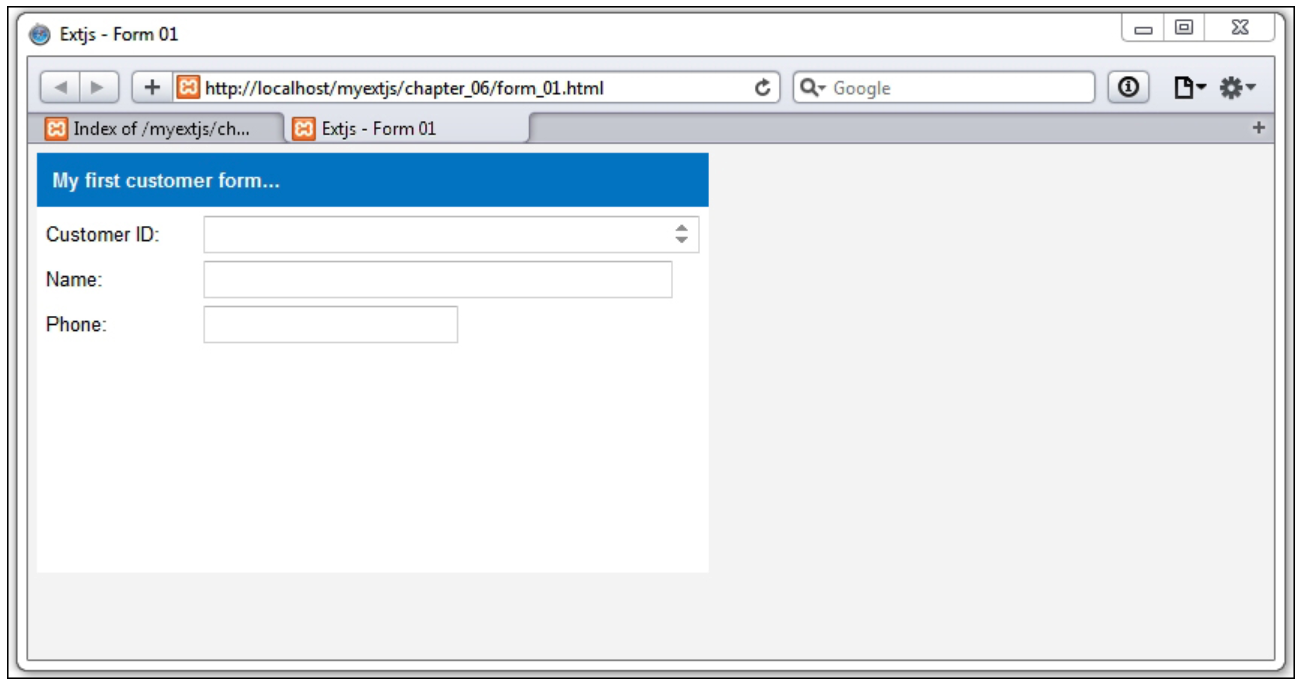 Extjs - Form 01
http://localhost/myextjs/chapter_06/form_01.html
Google
Index of /myextjs/ch...
Extjs - Form 01
My first customer form...
Customer ID:
Name:
Phone: